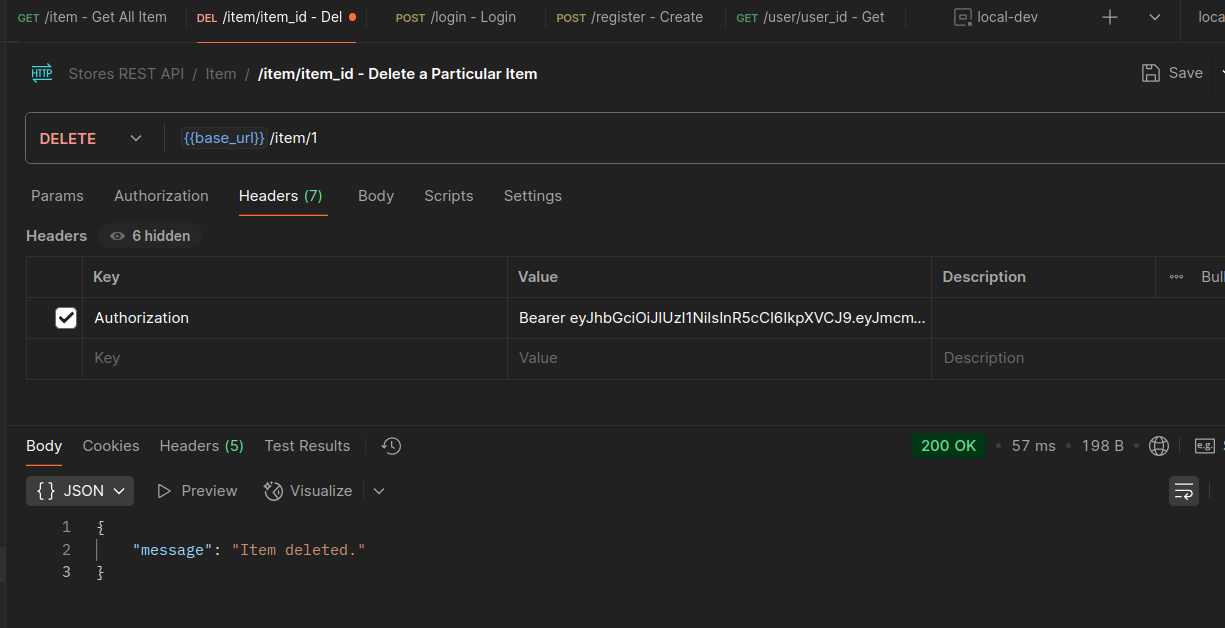 GET /item - Get All Item DEL /item/item_id - Del POST /login - Login POST /register - Create GET /user/user_id - Get local-dev loca
HTTP Stores REST API / Item / /item/item_id - Delete a Particular Item Save
DELETE {{base_url}} /item/1
Params Authorization Headers (7) Body Scripts Settings
Headers 6 hidden
Key Value Description Bul
Authorization Bearer eyJhbGciOiJIUzI1NiIsInR5cCI6IkpXVCJ9.eyJmcm...
Key Value Description
Body Cookies Headers (5) Test Results 200 OK • 57 ms • 198 B • e.g.
{} JSON Preview Visualize
1 {
2 "message": "Item deleted."
3 }